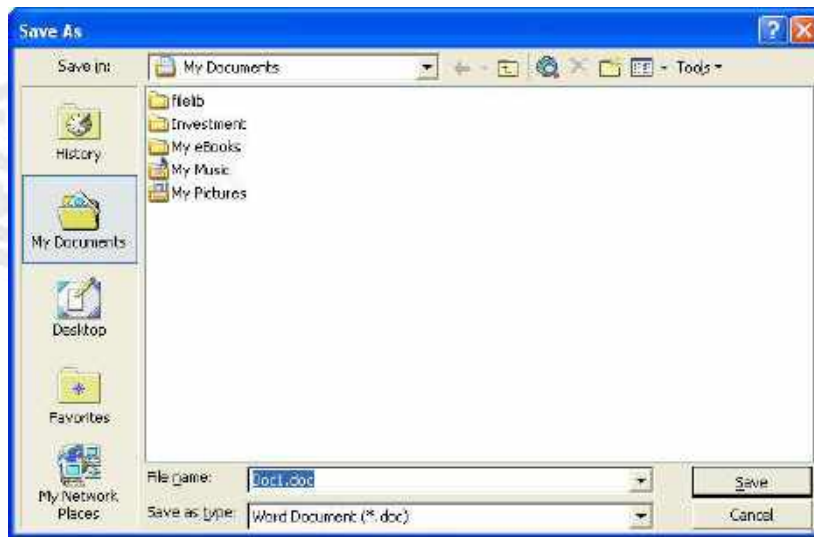 Save As
Save in:
My Documents
Tools
filelib
Investment
My eBooks
My Music
My Pictures
History
My Documents
Desktop
Favorites
My Network
Places
File name:
Doc1.doc
Save
Save as type:
Word Document (*.doc)
Cancel